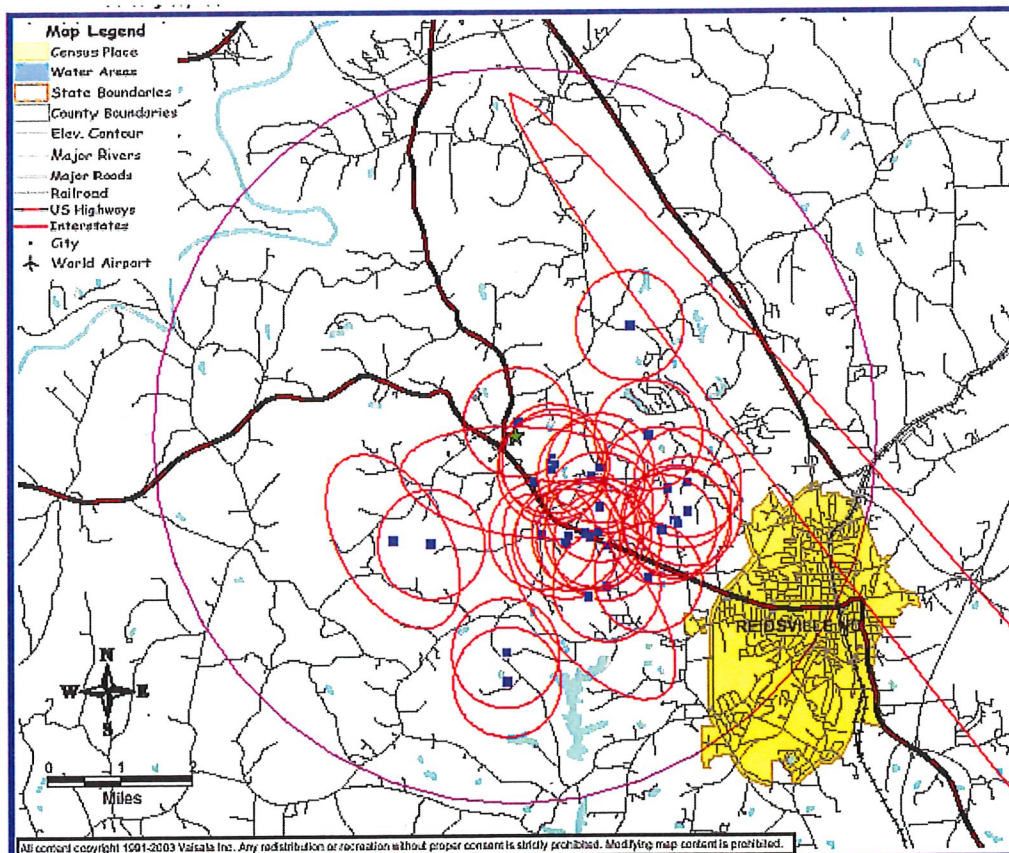 Map Legend
Census Place
Water Areas
State Boundaries
County Boundaries
Elev. Contour
Major Rivers
Major Roads
Railroad
US Highways
Interstates
City
World Airport
REIDSVILLE NC
N
W E
S
0 1 2
Miles
All content copyright 1991-2003 Vaisala Inc. Any redistribution or recreation without proper consent is strictly prohibited. Modifying map content is prohibited.